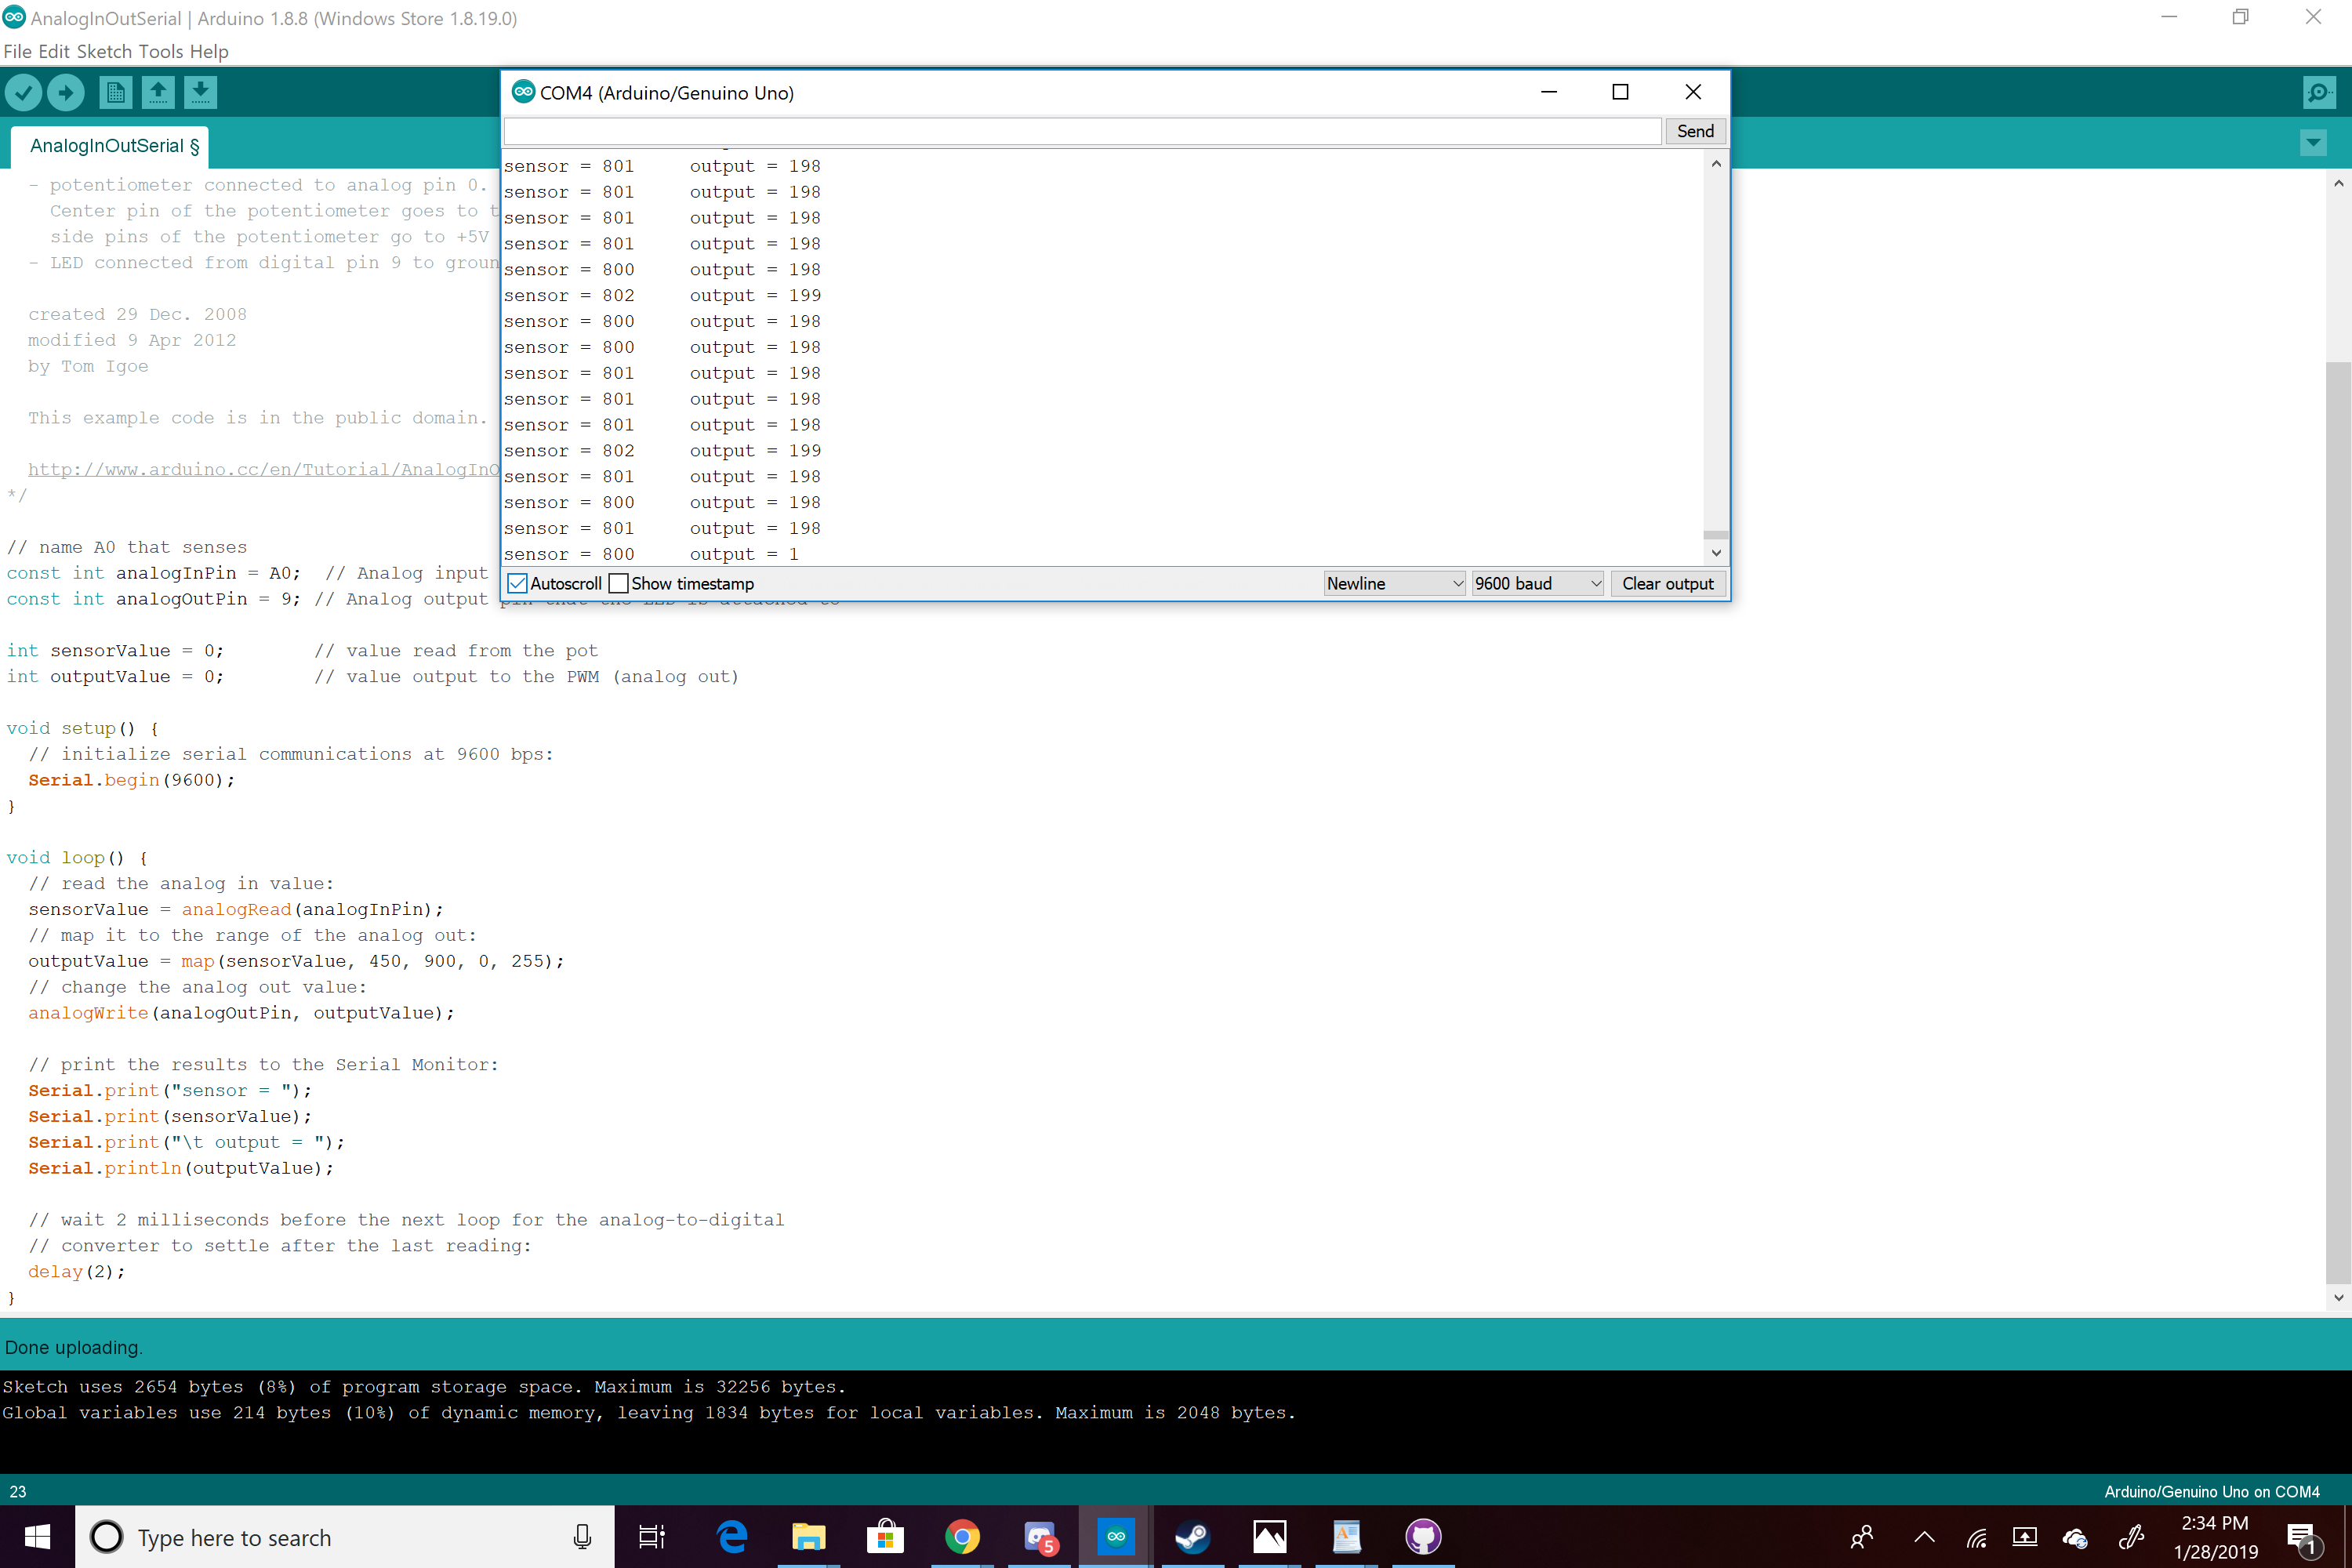 AnalogInOutSerial | Arduino 1.8.8 (Windows Store 1.8.19.0)
File Edit Sketch Tools Help
COM4 (Arduino/Genuino Uno)
Send
AnalogInOutSerial §
sensor = 801	output = 198
sensor = 801	output = 198
sensor = 801	output = 198
sensor = 801	output = 198
sensor = 800	output = 198
sensor = 802	output = 199
sensor = 800	output = 198
sensor = 800	output = 198
sensor = 801	output = 198
sensor = 801	output = 198
sensor = 801	output = 198
sensor = 802	output = 199
sensor = 801	output = 198
sensor = 800	output = 198
sensor = 801	output = 198
sensor = 800	output = 1
Autoscroll Show timestamp Newline 9600 baud Clear output
- potentiometer connected to analog pin 0.
Center pin of the potentiometer goes to t
side pins of the potentiometer go to +5V
- LED connected from digital pin 9 to groun
created 29 Dec. 2008
modified 9 Apr 2012
by Tom Igoe
This example code is in the public domain.
http://www.arduino.cc/en/Tutorial/AnalogInO
*/
// name A0 that senses
const int analogInPin = A0;  // Analog input
const int analogOutPin = 9; // Analog output pin that the LED is attached to
int sensorValue = 0;        // value read from the pot
int outputValue = 0;        // value output to the PWM (analog out)
void setup() {
// initialize serial communications at 9600 bps:
Serial.begin(9600);
}
void loop() {
// read the analog in value:
sensorValue = analogRead(analogInPin);
// map it to the range of the analog out:
outputValue = map(sensorValue, 450, 900, 0, 255);
// change the analog out value:
analogWrite(analogOutPin, outputValue);
// print the results to the Serial Monitor:
Serial.print("sensor = ");
Serial.print(sensorValue);
Serial.print("\t output = ");
Serial.println(outputValue);
// wait 2 milliseconds before the next loop for the analog-to-digital
// converter to settle after the last reading:
delay(2);
}
Done uploading.
Sketch uses 2654 bytes (8%) of program storage space. Maximum is 32256 bytes.
Global variables use 214 bytes (10%) of dynamic memory, leaving 1834 bytes for local variables. Maximum is 2048 bytes.
23
Arduino/Genuino Uno on COM4
Type here to search
5
2:34 PM
1/28/2019
1